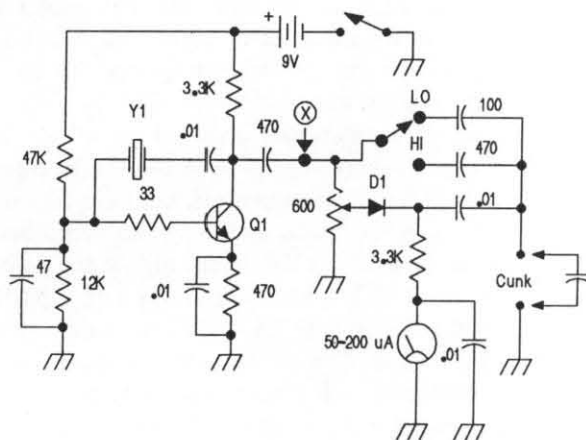 +
9V
3.3K
LO
100
Y1
.01
470
X
HI
470
47K
33
D1
600
.01
Q1
3.3K
47
12K
.01
470
Cunk
50-200 uA
.01